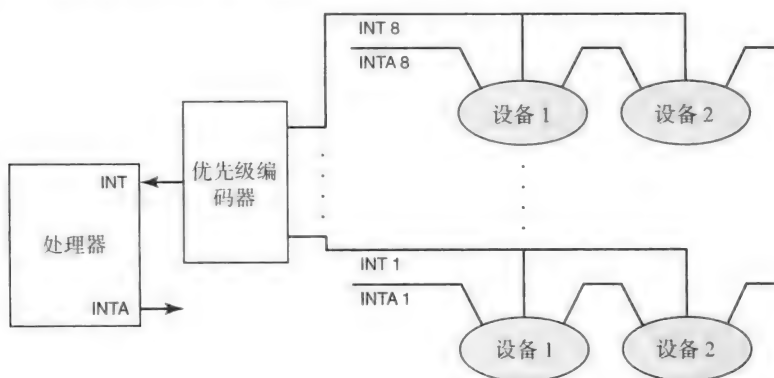 INT 8
INTA 8
设备 1
设备 2
优先级编
码器
INT
处理器
INTA
INT 1
INTA 1
设备 1
设备 2